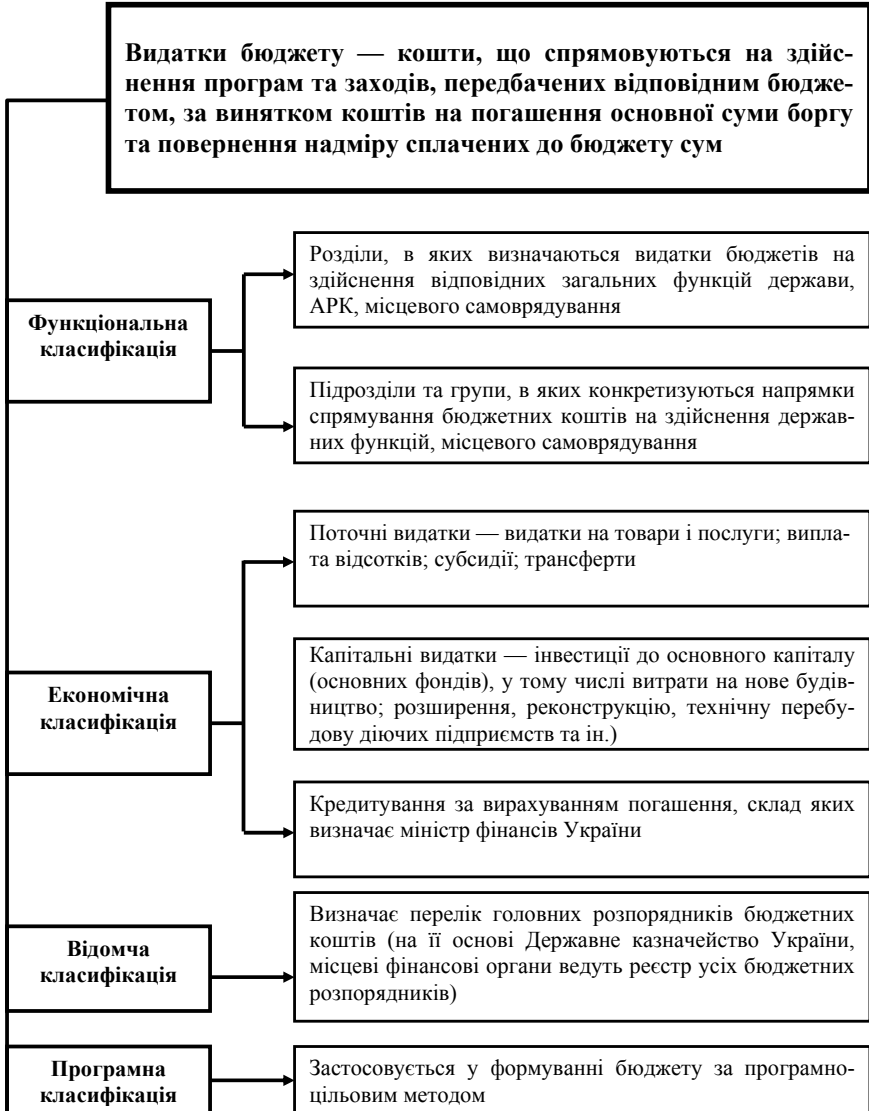 Видатки бюджету — кошти, що спрямовуються на здійс-
нення програм та заходів, передбачених відповідним бюдже-
том, за винятком коштів на погашення основної суми боргу
та повернення надміру сплачених до бюджету сум
Функціональна
класифікація
Розділи, в яких визначаються видатки бюджетів на
здійснення відповідних загальних функцій держави,
АРК, місцевого самоврядування
Підрозділи та групи, в яких конкретизуються напрямки
спрямування бюджетних коштів на здійснення держав-
них функцій, місцевого самоврядування
Економічна
класифікація
Поточні видатки — видатки на товари і послуги; випла-
та відсотків; субсидії; трансферти
Капітальні видатки — інвестиції до основного капіталу
(основних фондів), у тому числі витрати на нове будів-
ництво; розширення, реконструкцію, технічну перебу-
дову діючих підприємств та ін.)
Кредитування за вирахуванням погашення, склад яких
визначає міністр фінансів України
Відомча
класифікація
Визначає перелік головних розпорядників бюджетних
коштів (на її основі Державне казначейство України,
місцеві фінансові органи ведуть реєстр усіх бюджетних
розпорядників)
Програмна
класифікація
Застосовується у формуванні бюджету за програмно-
цільовим методом